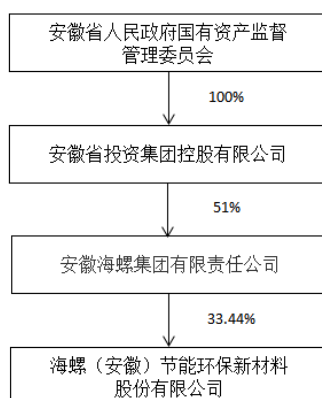 安徽省人民政府国有资产监督
管理委员会
100%
安徽省投资集团控股有限公司
51%
安徽海螺集团有限责任公司
33.44%
海螺（安徽）节能环保新材料
股份有限公司